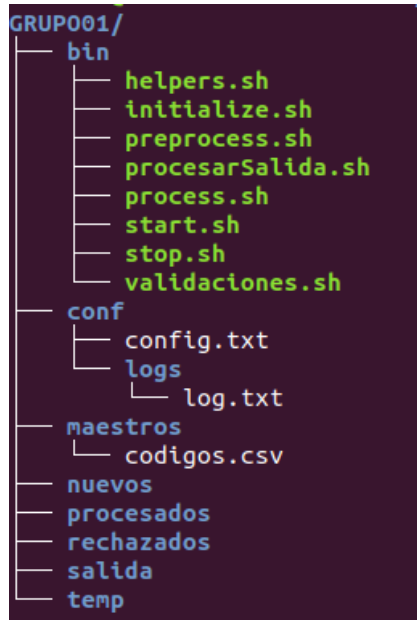 GRUPO01/
bin
helpers.sh
initialize.sh
preprocess.sh
procesarSalida.sh
process.sh
start.sh
stop.sh
validaciones.sh
conf
config.txt
logs
log.txt
maestros
codigos.csv
nuevos
procesados
rechazados
salida
temp